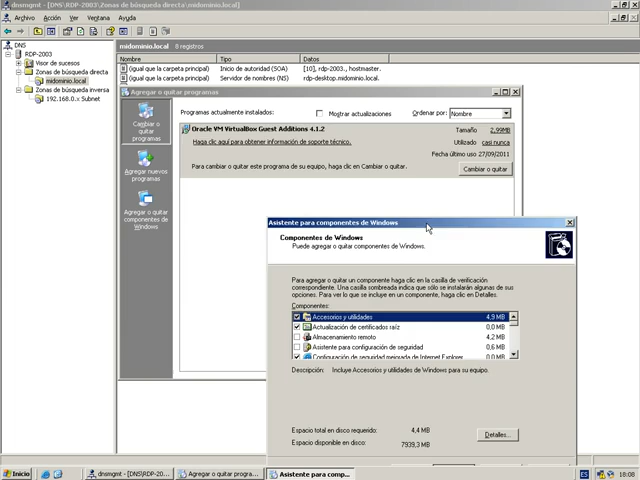 dnsmgmt - [DNS\RDP-2003\Zonas de búsqueda directa\midominio.local]
Archivo Acción Ver Ventana Ayuda
DNS
RDP-2003
Visor de sucesos
Zonas de búsqueda directa
midominio.local
Zonas de búsqueda inversa
192.168.0.x Subnet
midominio.local 8 registros
Nombre Tipo Datos
(igual que la carpeta principal) Inicio de autoridad (SOA) [10], rdp-2003., hostmaster.
(igual que la carpeta principal) Servidor de nombres (NS) rdp-desktop.midominio.local.
Agregar o quitar programas
Cambiar o quitar programas
Agregar nuevos programas
Agregar o quitar componentes de Windows
Programas actualmente instalados:
Mostrar actualizaciones
Ordenar por: Nombre
Oracle VM VirtualBox Guest Additions 4.1.2
Tamaño 2,99MB
Haga clic aquí para obtener información de soporte técnico.
Utilizado casi nunca
Fecha último uso 27/09/2011
Para cambiar o quitar este programa de su equipo, haga clic en Cambiar o quitar.
Cambiar o quitar
Asistente para componentes de Windows
Componentes de Windows
Puede agregar o quitar componentes de Windows.
Para agregar o quitar un componente haga clic en la casilla de verificación
correspondiente. Una casilla sombreada indica que sólo se instalarán algunas de sus
opciones. Para ver lo que se incluye en un componente, haga clic en Detalles.
Componentes:
Accesorios y utilidades 4,9 MB
Actualización de certificados raíz 0,0 MB
Almacenamiento remoto 4,2 MB
Asistente para configuración de seguridad 0,6 MB
Configuración de seguridad mejorada de Internet Explorer 0,0 MB
Descripción: Incluye Accesorios y utilidades de Windows para su equipo.
Espacio total en disco requerido: 4,4 MB
Espacio disponible en disco: 7939,3 MB
Detalles...
Inicio
dnsmgmt - [DNS\RDP-20...
Agregar o quitar progra...
Asistente para comp...
ES
18:08